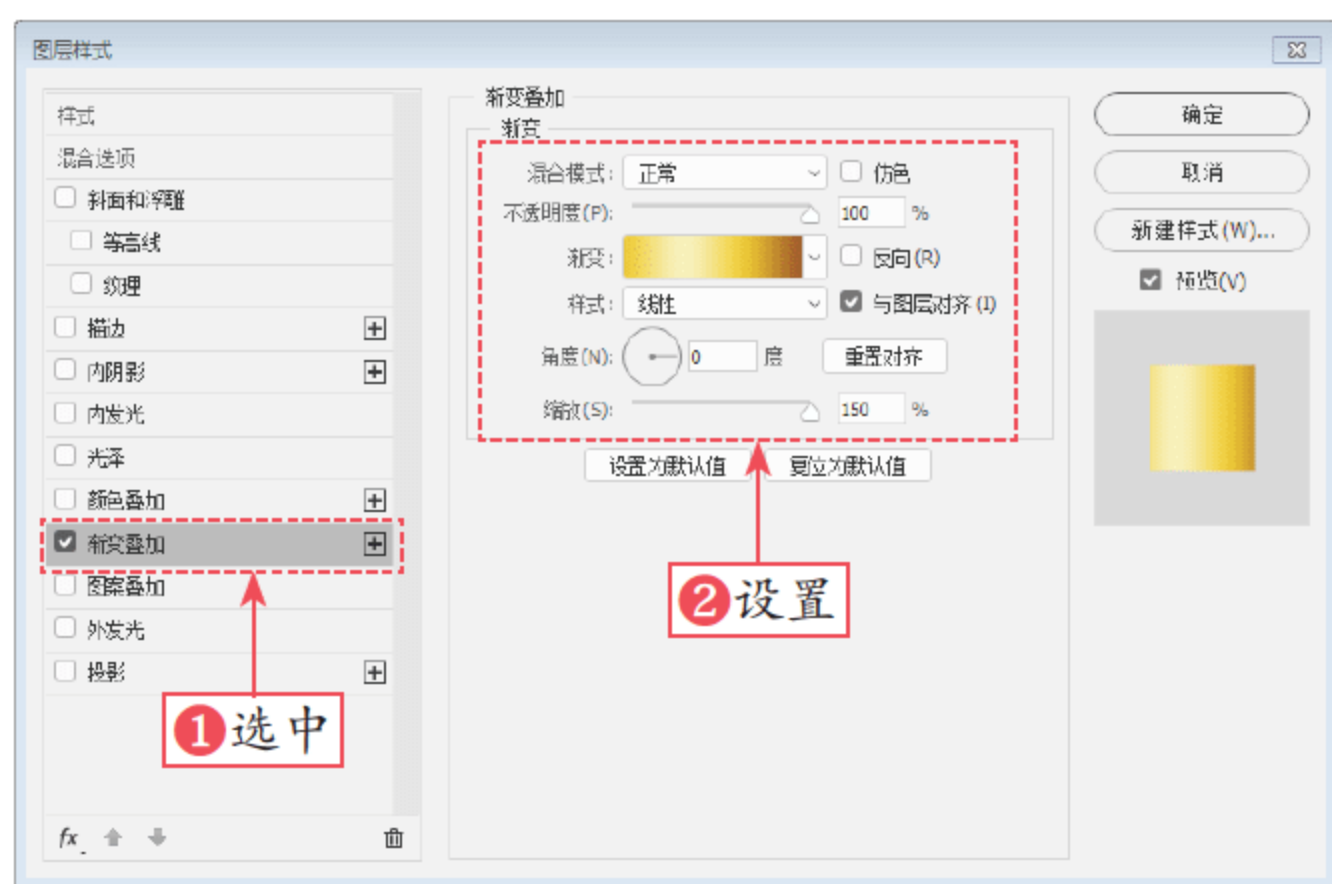 图层样式
样式
混合选项
斜面和浮雕
等高线
纹理
描边
内阴影
内发光
光泽
颜色叠加
渐变叠加
图案叠加
外发光
投影
❶选中
fx
渐变叠加
渐变
混合模式: 正常 仿色
不透明度(P): 100 %
渐变: 反向(R)
样式: 线性 与图层对齐(I)
角度(N): 0 度 重置对齐
缩放(S): 150 %
设置为默认值 复位为默认值
❷设置
确定
取消
新建样式(W)...
预览(V)